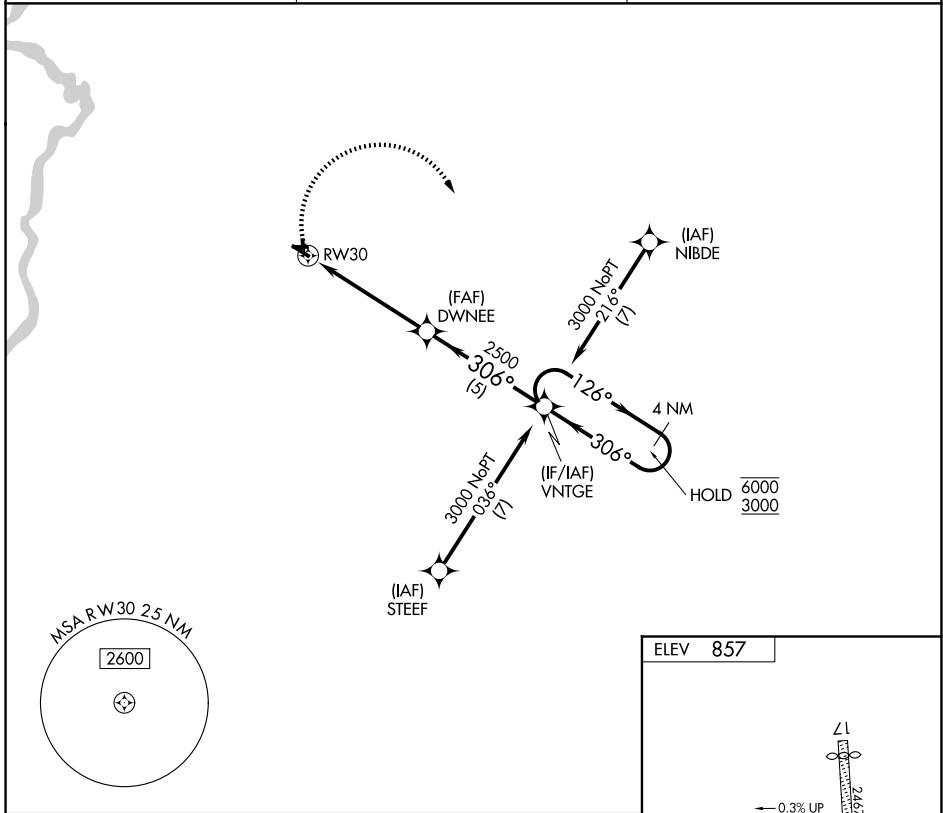 RW30
(IAF)
NIBDE
3000 NoPT
216°
(7)
(FAF)
DWNEE
2500
306°
(5)
126°
4 NM
306°
(IF/IAF)
VNTGE
HOLD
6000
3000
3000 NoPT
036°
(7)
(IAF)
STEEF
MSA RW30 25 NM
2600
ELEV 857
17
0.3% UP